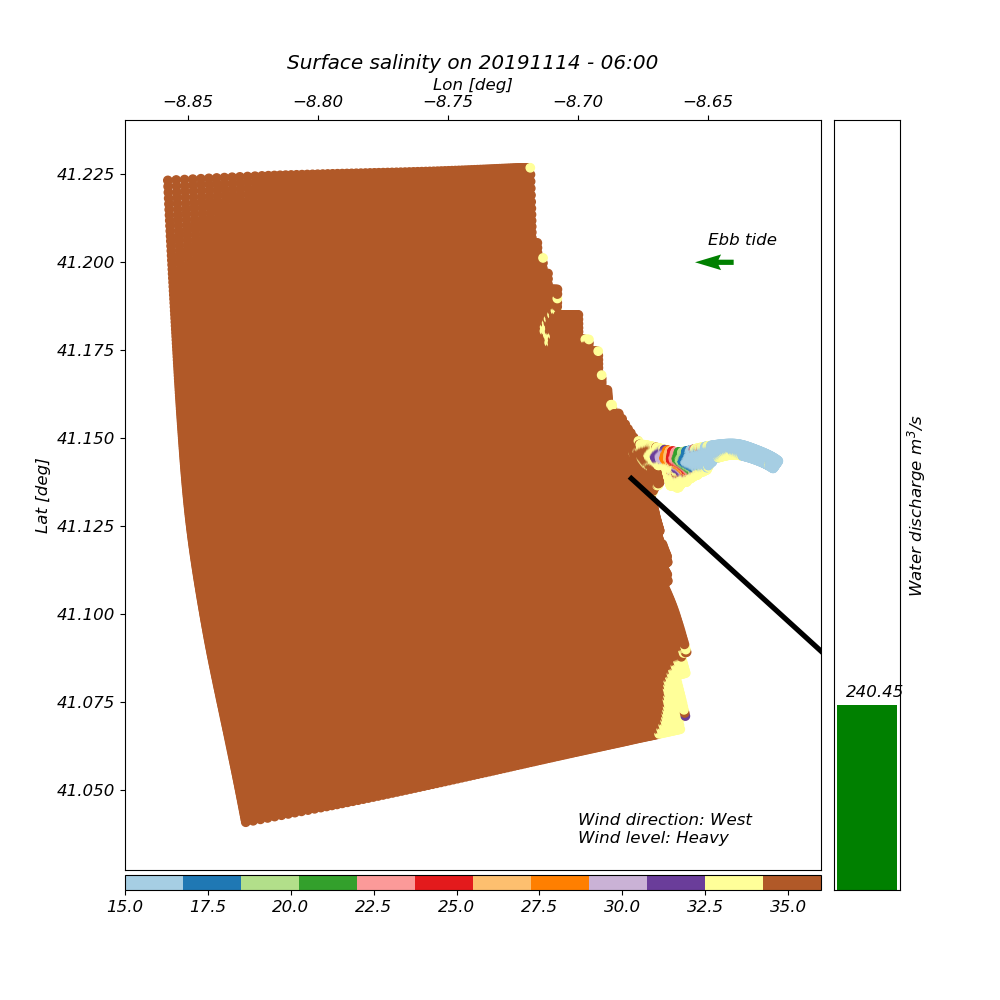 Surface salinity on 20191114 - 06:00
Lon [deg]
−8.85 −8.80 −8.75 −8.70 −8.65
41.225
41.200
41.175
41.150
41.125
41.100
41.075
41.050
Lat [deg]
Ebb tide
Wind direction: West
Wind level: Heavy
15.0 17.5 20.0 22.5 25.0 27.5 30.0 32.5 35.0
240.45
Water discharge m³/s